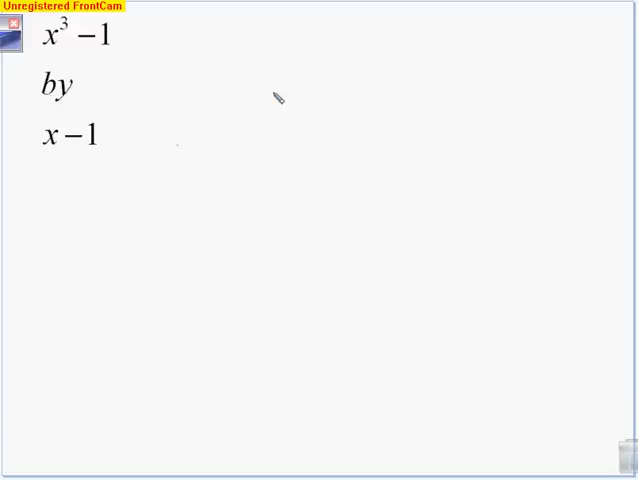 Unregistered FrontCam
x³ − 1
by
x − 1